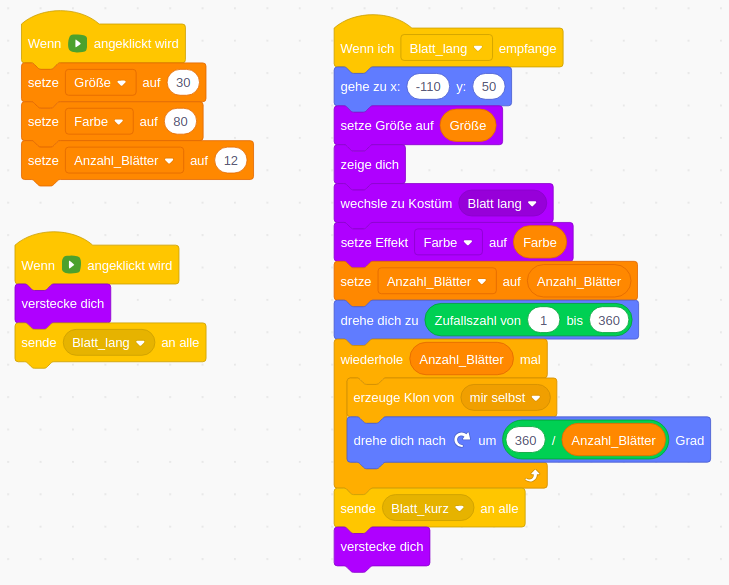 Wenn angeklickt wird
setze Größe auf 30
setze Farbe auf 80
setze Anzahl_Blätter auf 12
Wenn angeklickt wird
verstecke dich
sende Blatt_lang an alle
Wenn ich Blatt_lang empfange
gehe zu x: -110 y: 50
setze Größe auf Größe
zeige dich
wechsle zu Kostüm Blatt lang
setze Effekt Farbe auf Farbe
setze Anzahl_Blätter auf Anzahl_Blätter
drehe dich zu Zufallszahl von 1 bis 360
wiederhole Anzahl_Blätter mal
erzeuge Klon von mir selbst
drehe dich nach um 360 / Anzahl_Blätter Grad
sende Blatt_kurz an alle
verstecke dich